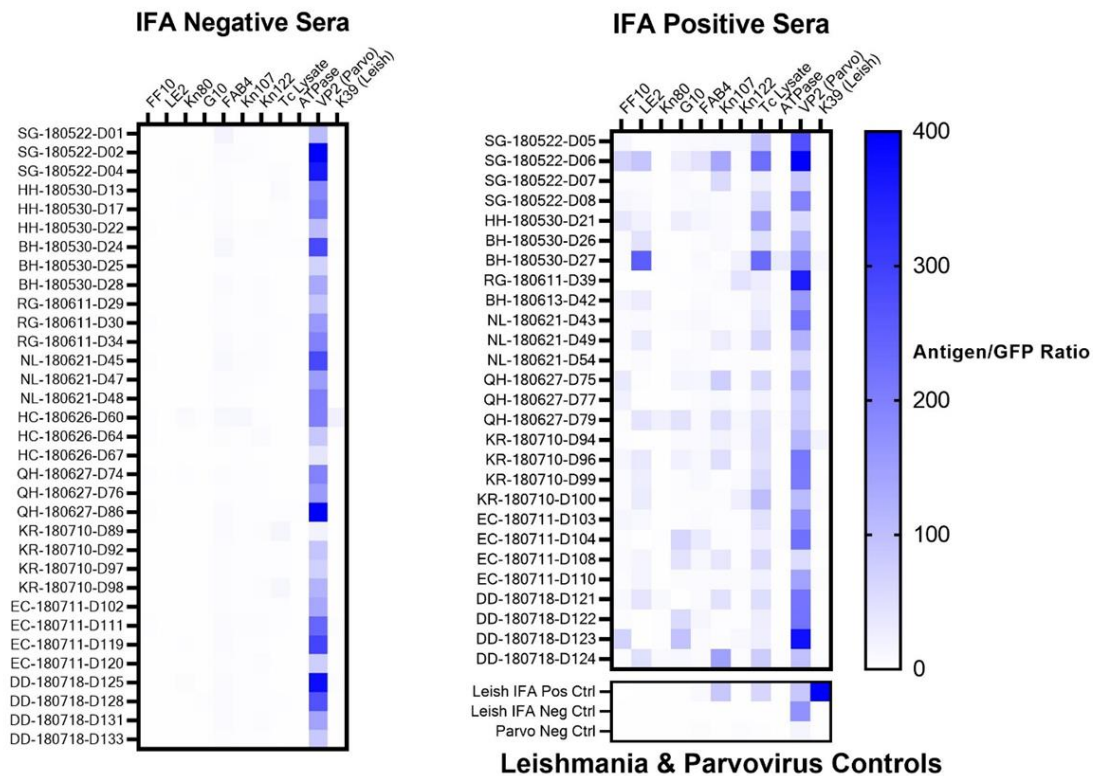 IFA Negative Sera
FF10
LE2
Kn80
G10
FAB4
Kn107
Kn122
Tc Lysate
ATPase
VP2 (Parvo)
K39 (Leish)
SG-180522-D01
SG-180522-D02
SG-180522-D04
HH-180530-D13
HH-180530-D17
HH-180530-D22
BH-180530-D24
BH-180530-D25
BH-180530-D28
RG-180611-D29
RG-180611-D30
RG-180611-D34
NL-180621-D45
NL-180621-D47
NL-180621-D48
HC-180626-D60
HC-180626-D64
HC-180626-D67
QH-180627-D74
QH-180627-D76
QH-180627-D86
KR-180710-D89
KR-180710-D92
KR-180710-D97
KR-180710-D98
EC-180711-D102
EC-180711-D111
EC-180711-D119
EC-180711-D120
DD-180718-D125
DD-180718-D128
DD-180718-D131
DD-180718-D133
IFA Positive Sera
FF10
LE2
Kn80
G10
FAB4
Kn107
Kn122
Tc Lysate
ATPase
VP2 (Parvo)
K39 (Leish)
SG-180522-D05
SG-180522-D06
SG-180522-D07
SG-180522-D08
HH-180530-D21
BH-180530-D26
BH-180530-D27
RG-180611-D39
BH-180613-D42
NL-180621-D43
NL-180621-D49
NL-180621-D54
QH-180627-D75
QH-180627-D77
QH-180627-D79
KR-180710-D94
KR-180710-D96
KR-180710-D99
KR-180710-D100
EC-180711-D103
EC-180711-D104
EC-180711-D108
EC-180711-D110
DD-180718-D121
DD-180718-D122
DD-180718-D123
DD-180718-D124
Leish IFA Pos Ctrl
Leish IFA Neg Ctrl
Parvo Neg Ctrl
Leishmania & Parvovirus Controls
400
300
200
100
0
Antigen/GFP Ratio